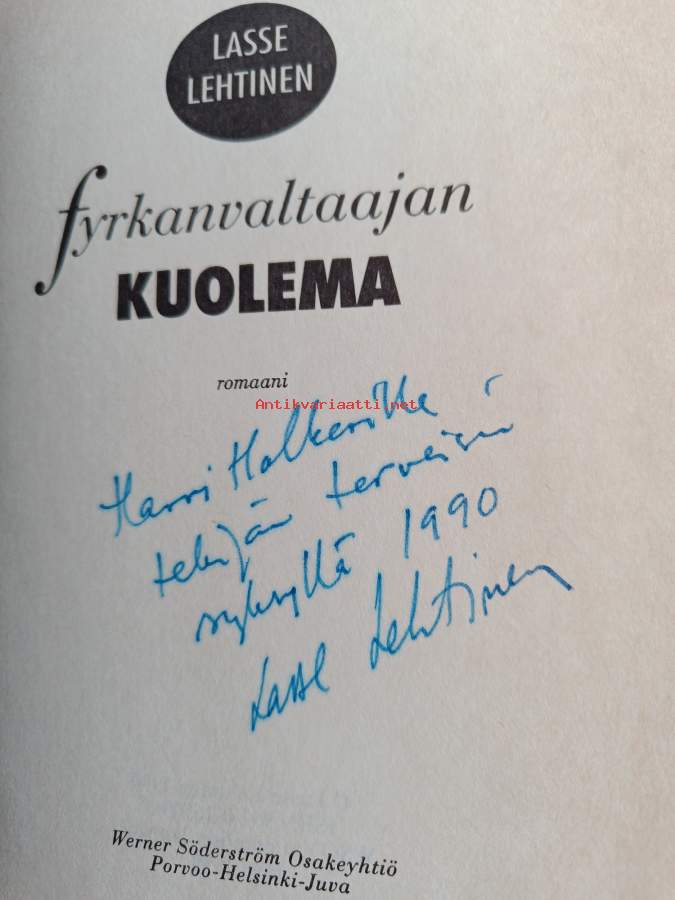 LASSE
LEHTINEN
fyrkanvaltaajan
KUOLEMA
romaani
Antikvariaatti.net
Harri Holkerille
tekijän terveisin
syksyllä 1990
Lasse Lehtinen
Werner Söderström Osakeyhtiö
Porvoo-Helsinki-Juva